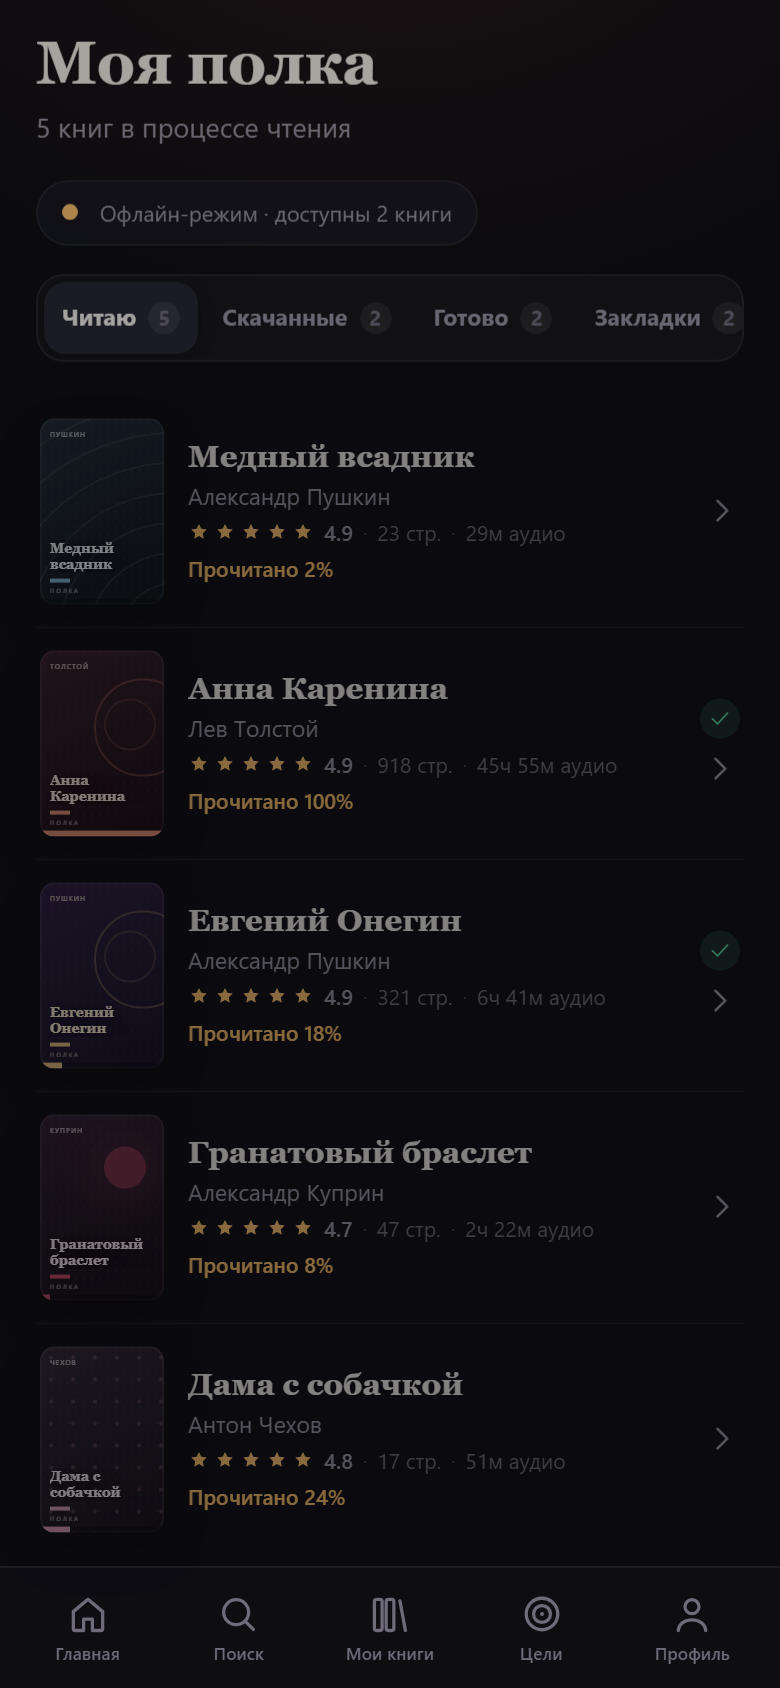 Моя полка
5 книг в процессе чтения
Офлайн-режим · доступны 2 книги
Читаю 5 Скачанные 2 Готово 2 Закладки 2
ПУШКИН
Медный
всадник
ПОЛКА
Медный всадник
Александр Пушкин
4.9 · 23 стр. · 29м аудио
Прочитано 2%
ТОЛСТОЙ
Анна
Каренина
ПОЛКА
Анна Каренина
Лев Толстой
4.9 · 918 стр. · 45ч 55м аудио
Прочитано 100%
ПУШКИН
Евгений
Онегин
ПОЛКА
Евгений Онегин
Александр Пушкин
4.9 · 321 стр. · 6ч 41м аудио
Прочитано 18%
КУПРИН
Гранатовый
браслет
ПОЛКА
Гранатовый браслет
Александр Куприн
4.7 · 47 стр. · 2ч 22м аудио
Прочитано 8%
ЧЕХОВ
Дама с
собачкой
ПОЛКА
Дама с собачкой
Антон Чехов
4.8 · 17 стр. · 51м аудио
Прочитано 24%
Главная Поиск Мои книги Цели Профиль